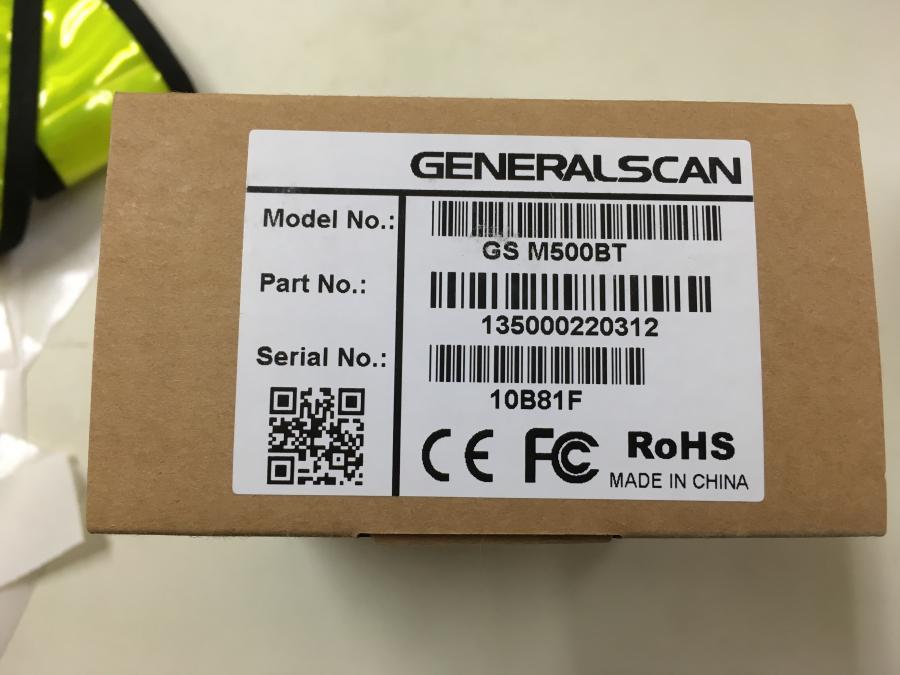 GENERALSCAN
Model No.:
GS M500BT
Part No.:
135000220312
Serial No.:
10B81F
CE FC RoHS
MADE IN CHINA